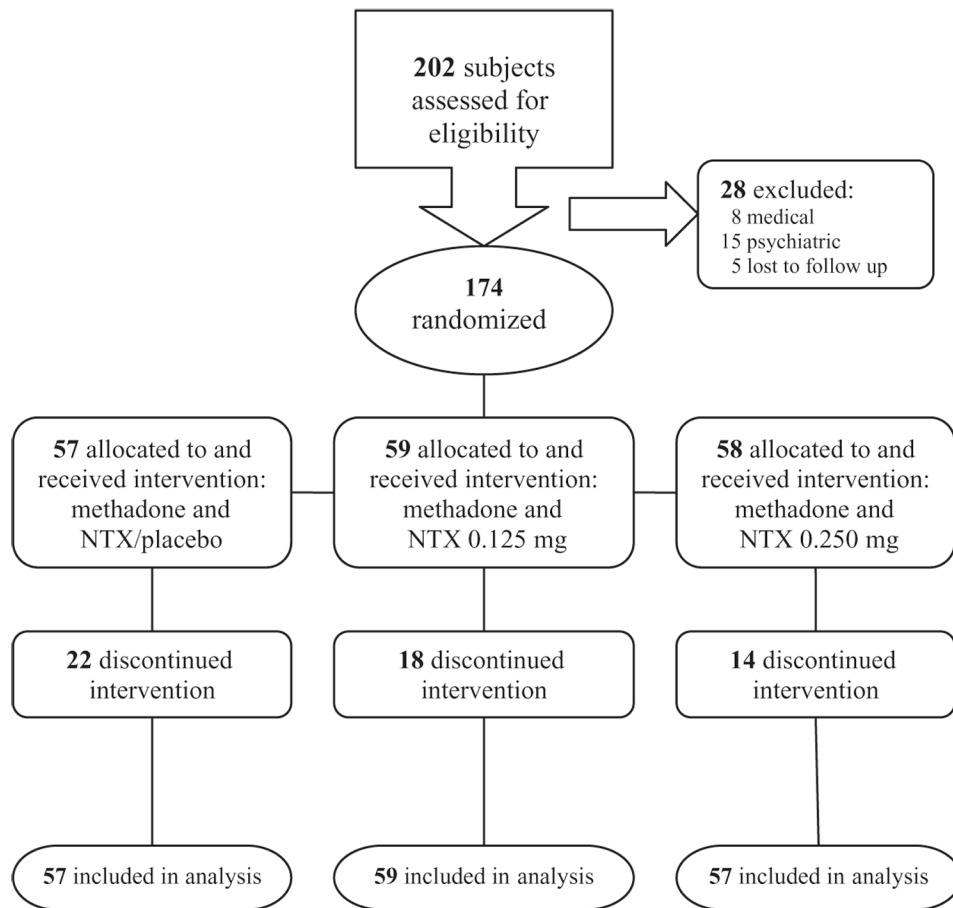 202 subjects
assessed for
eligibility
28 excluded:
8 medical
15 psychiatric
5 lost to follow up
174
randomized
57 allocated to and
received intervention:
methadone and
NTX/placebo
59 allocated to and
received intervention:
methadone and
NTX 0.125 mg
58 allocated to and
received intervention:
methadone and
NTX 0.250 mg
22 discontinued
intervention
18 discontinued
intervention
14 discontinued
intervention
57 included in analysis
59 included in analysis
57 included in analysis